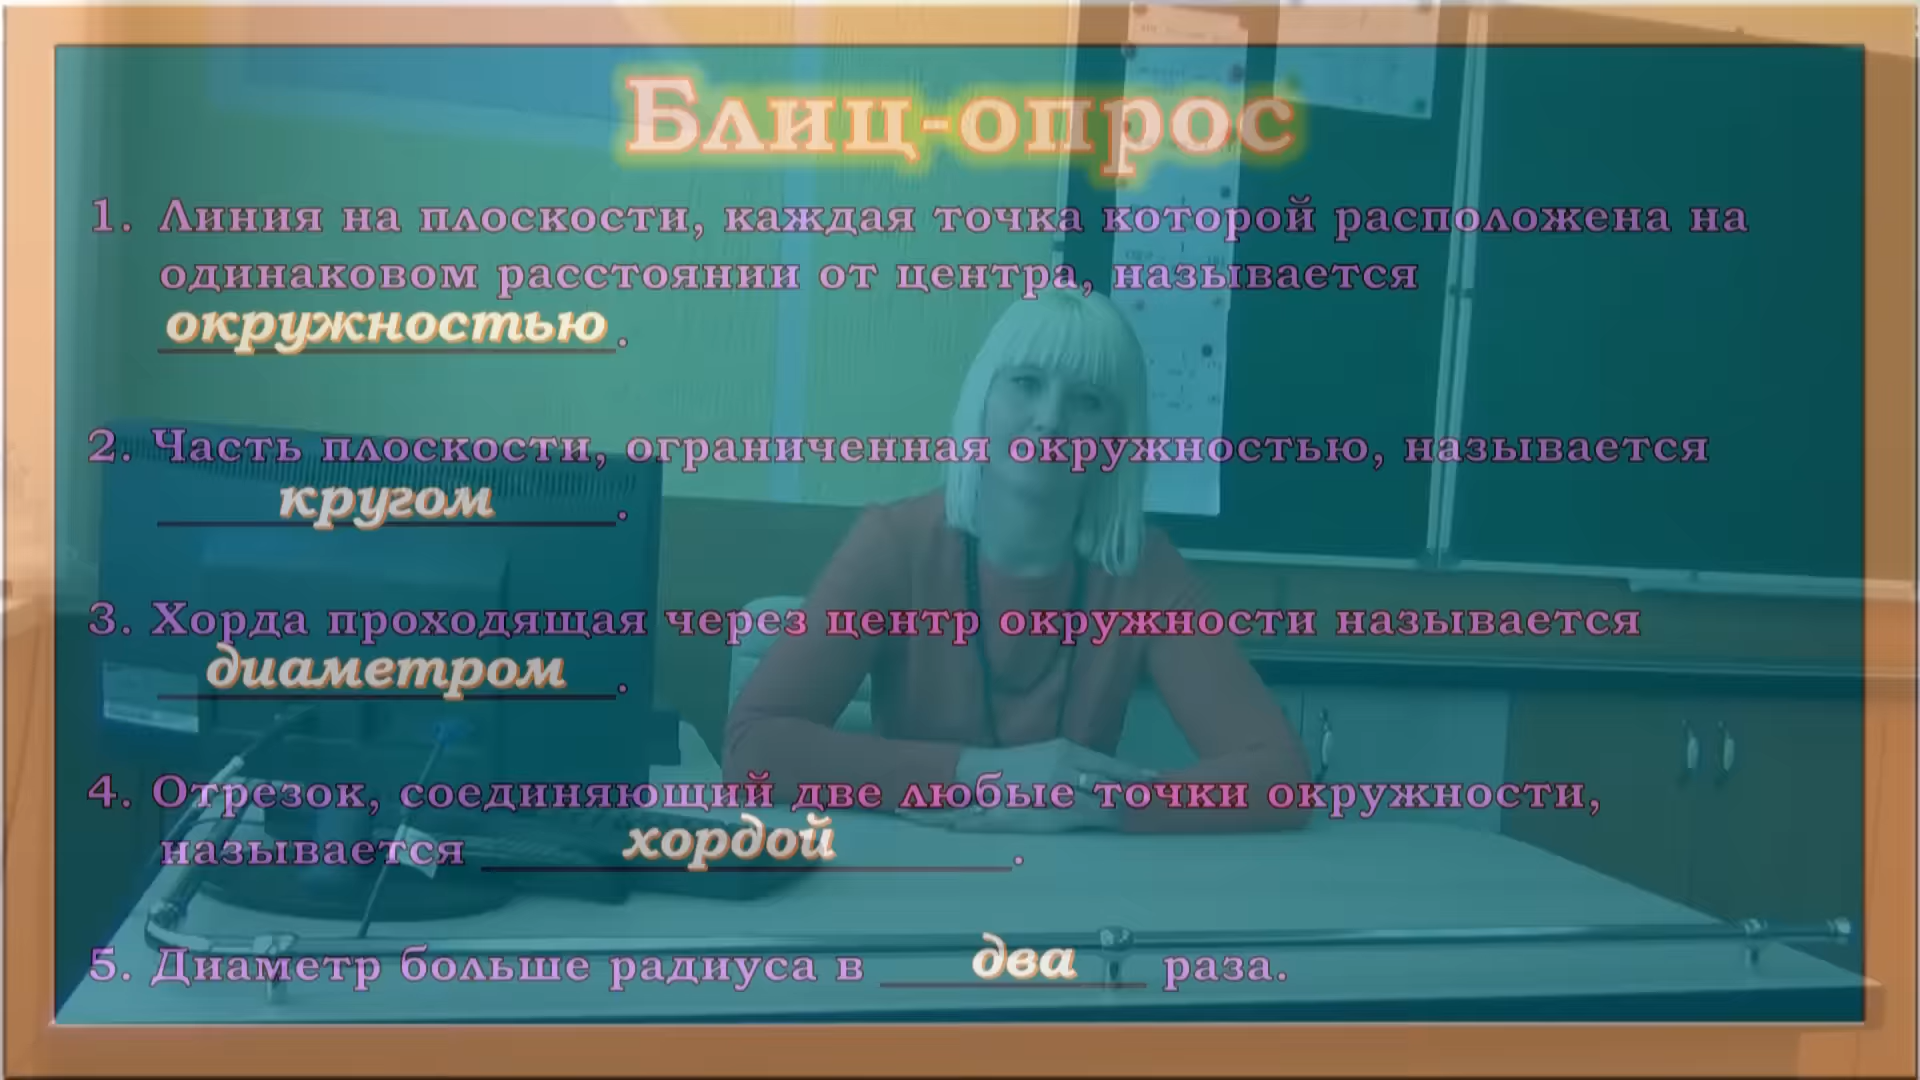 Блиц-опрос
1. Линия на плоскости, каждая точка которой расположена на
одинаковом расстоянии от центра, называется
окружностью.
2. Часть плоскости, ограниченная окружностью, называется
кругом.
3. Хорда проходящая через центр окружности называется
диаметром.
4. Отрезок, соединяющий две любые точки окружности,
называется хордой.
5. Диаметр больше радиуса в два раза.